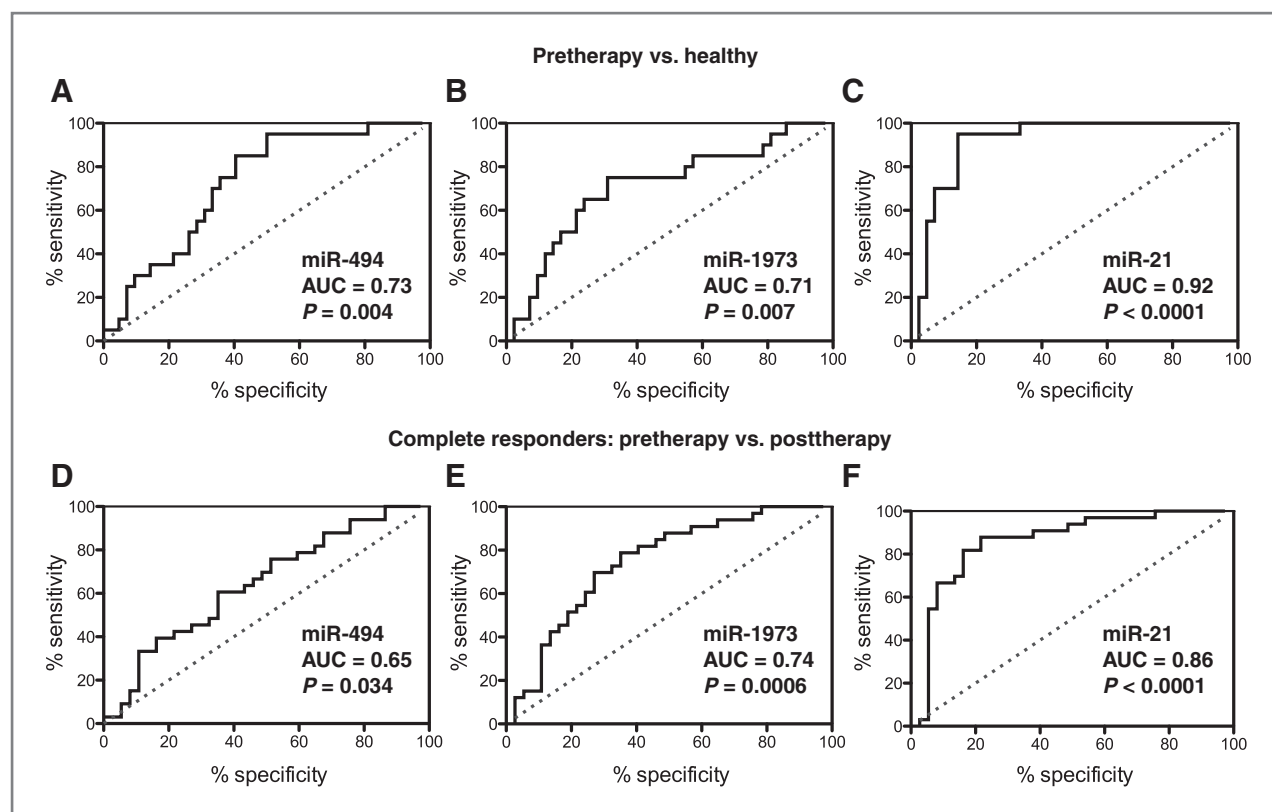 Pretherapy vs. healthy
A
B
C
100
80
60
40
20
0
% sensitivity
miR-494
AUC = 0.73
P = 0.004
0 20 40 60 80 100
% specificity
100
80
60
40
20
0
% sensitivity
miR-1973
AUC = 0.71
P = 0.007
0 20 40 60 80 100
% specificity
100
80
60
40
20
0
% sensitivity
miR-21
AUC = 0.92
P < 0.0001
0 20 40 60 80 100
% specificity
Complete responders: pretherapy vs. posttherapy
D
E
F
100
80
60
40
20
0
% sensitivity
miR-494
AUC = 0.65
P = 0.034
0 20 40 60 80 100
% specificity
100
80
60
40
20
0
% sensitivity
miR-1973
AUC = 0.74
P = 0.0006
0 20 40 60 80 100
% specificity
100
80
60
40
20
0
% sensitivity
miR-21
AUC = 0.86
P < 0.0001
0 20 40 60 80 100
% specificity